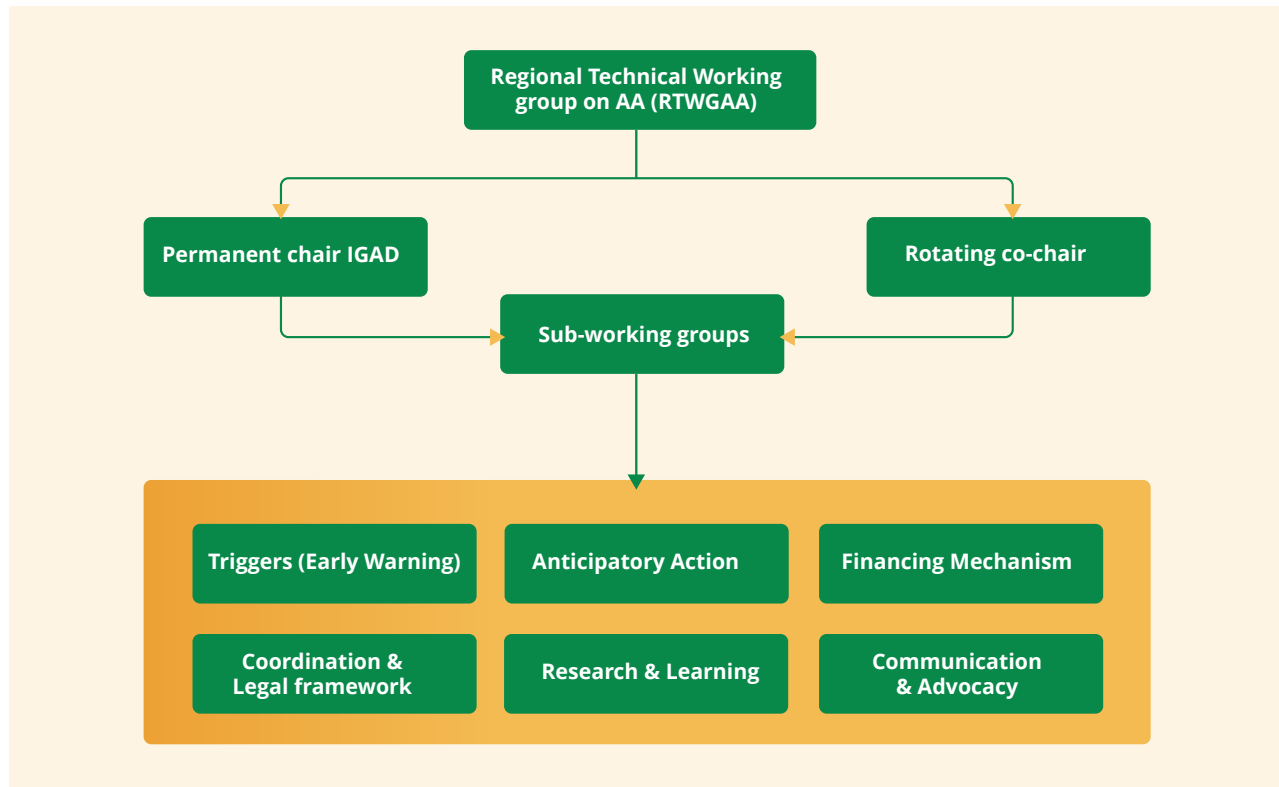 Regional Technical Working
group on AA (RTWGAA)
Permanent chair IGAD
Rotating co-chair
Sub-working groups
Triggers (Early Warning)
Anticipatory Action
Financing Mechanism
Coordination &
Legal framework
Research & Learning
Communication
& Advocacy